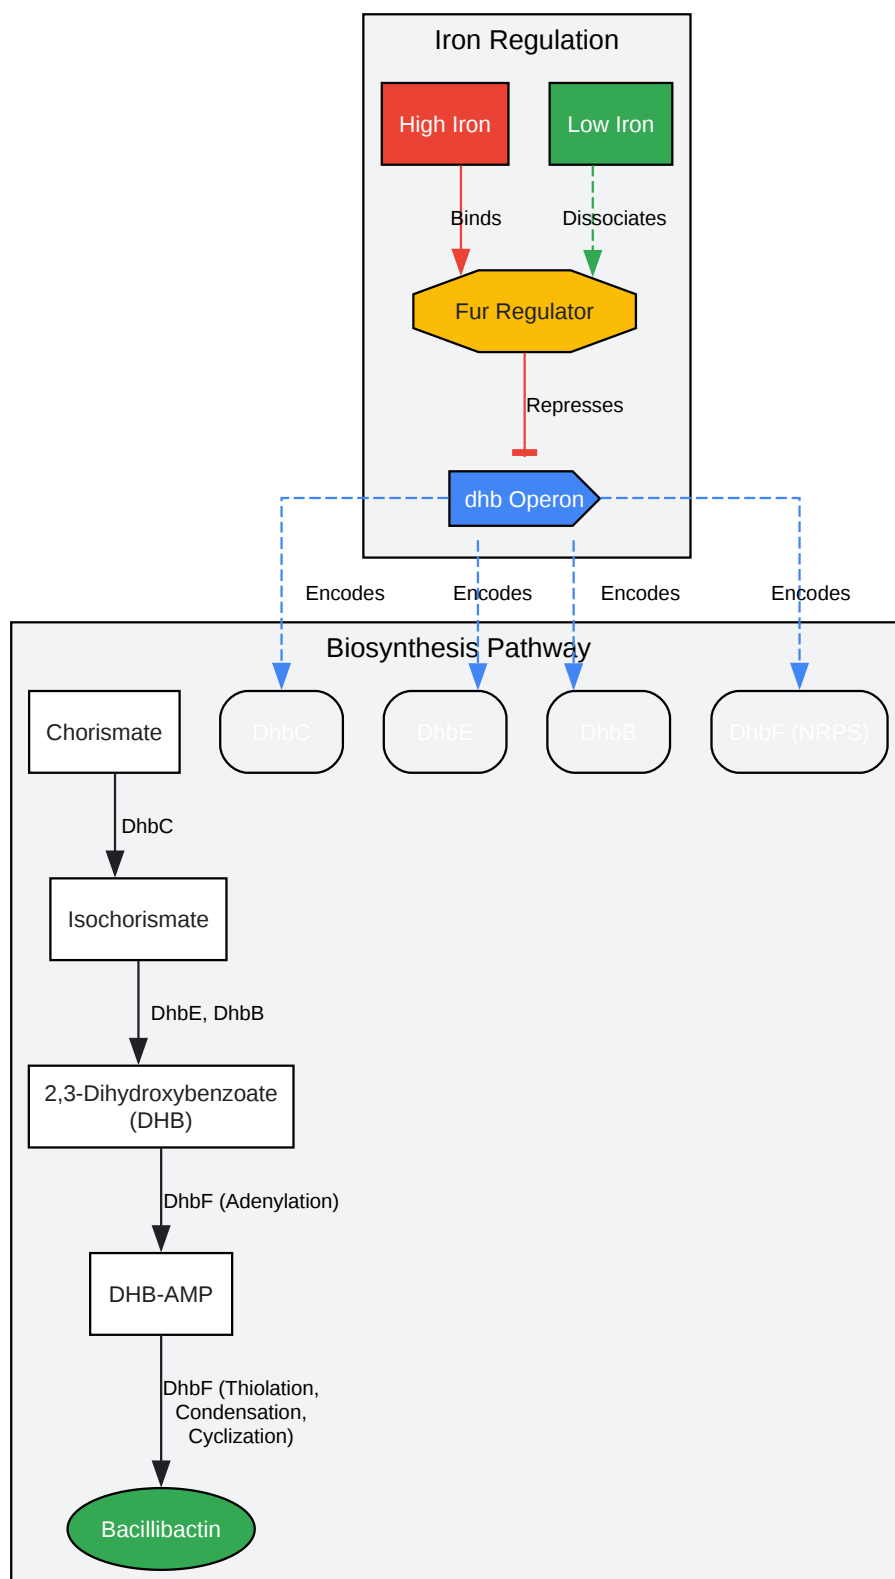 Iron Regulation
High Iron
Low Iron
Binds
Dissociates
Fur Regulator
Represses
dhb Operon
Encodes
Encodes
Encodes
Encodes
Biosynthesis Pathway
Chorismate
DhbC
DhbE
DhbB
DhbF (NRPS)
DhbC
Isochorismate
DhbE, DhbB
2,3-Dihydroxybenzoate
(DHB)
DhbF (Adenylation)
DHB-AMP
DhbF (Thiolation,
Condensation,
Cyclization)
Bacillibactin